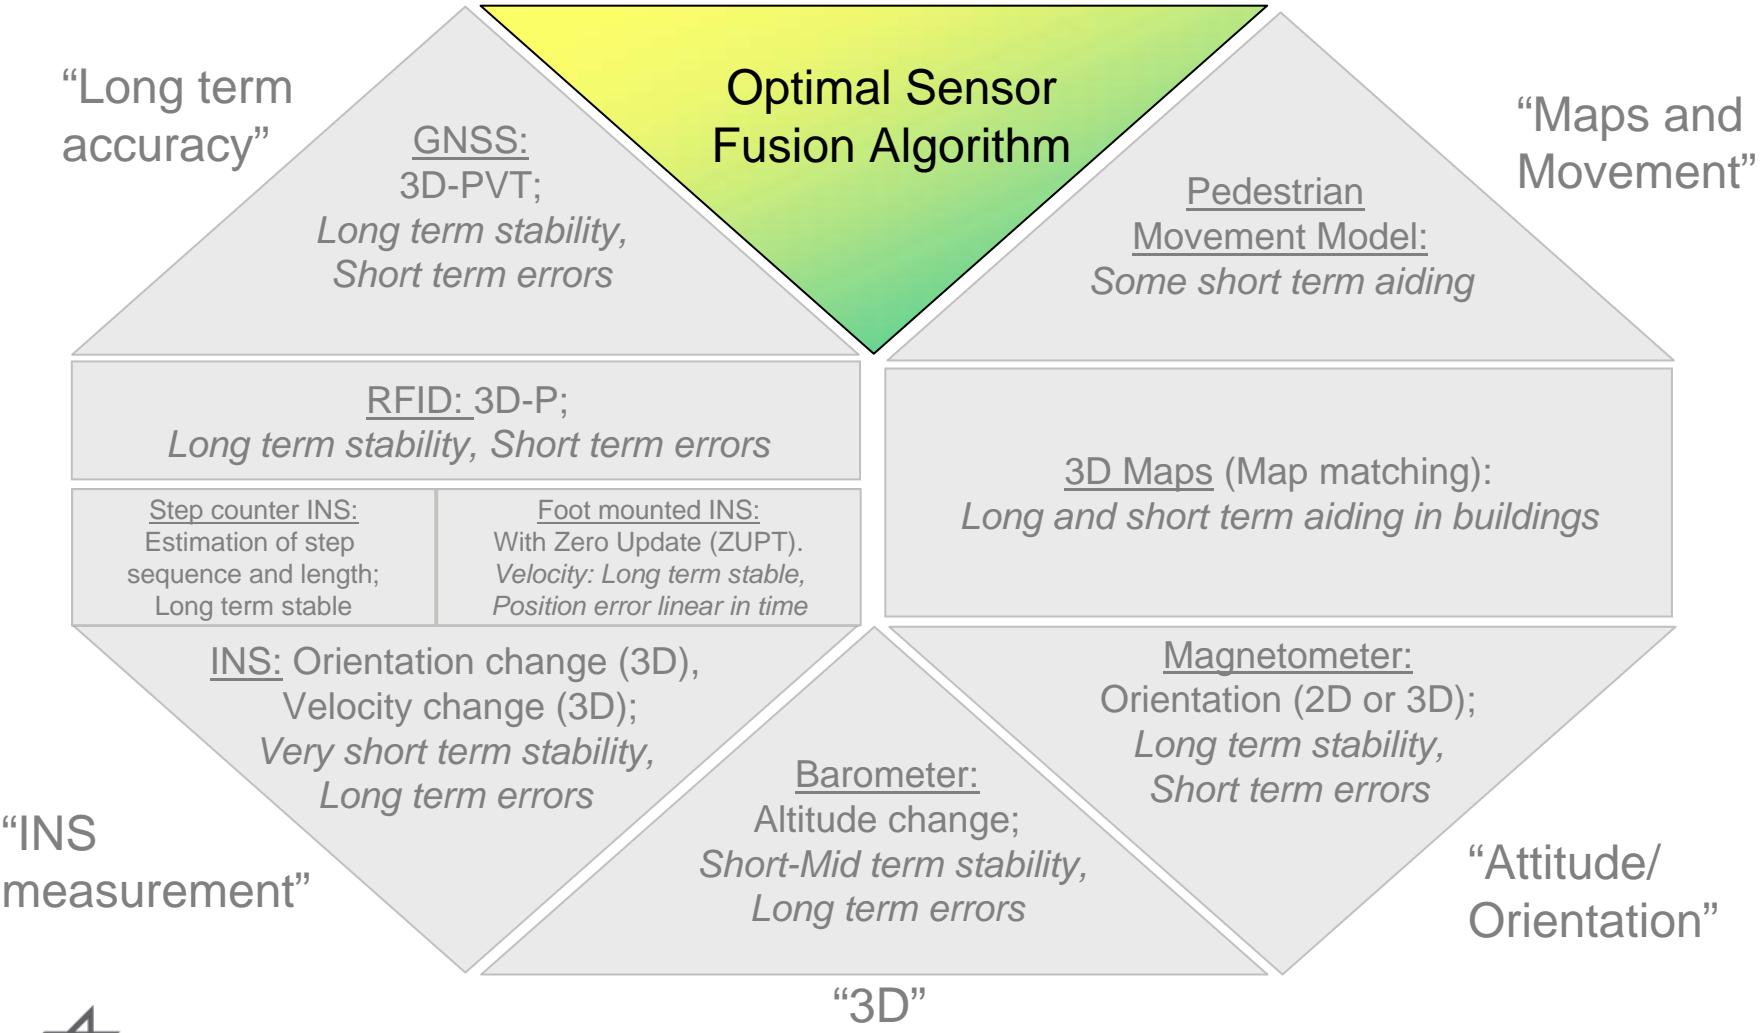 “Long term
accuracy”
GNSS:
3D-PVT;
Long term stability,
Short term errors
Optimal Sensor
Fusion Algorithm
“Maps and
Movement”
Pedestrian
Movement Model:
Some short term aiding
RFID: 3D-P;
Long term stability, Short term errors
3D Maps (Map matching):
Long and short term aiding in buildings
Step counter INS:
Estimation of step
sequence and length;
Long term stable
Foot mounted INS:
With Zero Update (ZUPT).
Velocity: Long term stable,
Position error linear in time
INS: Orientation change (3D),
Velocity change (3D);
Very short term stability,
Long term errors
Barometer:
Altitude change;
Short-Mid term stability,
Long term errors
Magnetometer:
Orientation (2D or 3D);
Long term stability,
Short term errors
“INS
measurement”
“Attitude/
Orientation”
“3D”